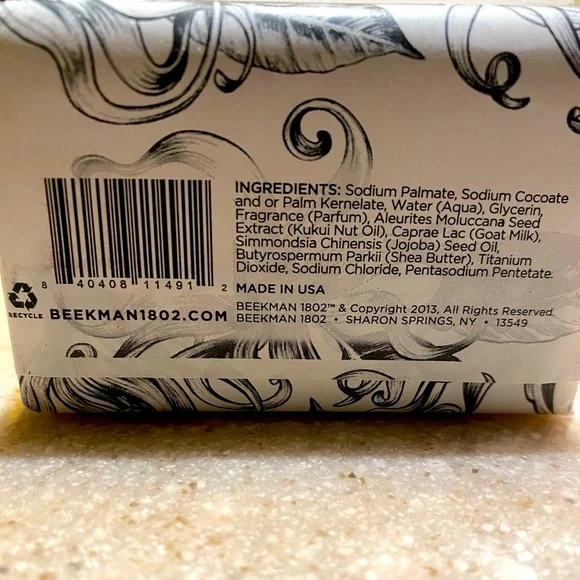 INGREDIENTS: Sodium Palmate, Sodium Cocoate
and or Palm Kernelate, Water (Aqua), Glycerin,
Fragrance (Parfum), Aleurites Moluccana Seed
Extract (Kukui Nut Oil), Caprae Lac (Goat Milk),
Simmondsia Chinensis (Jojoba) Seed Oil,
Butyrospermum Parkii (Shea Butter), Titanium
Dioxide, Sodium Chloride, Pentasodium Pentetate.
MADE IN USA
BEEKMAN 1802™ & Copyright 2013, All Rights Reserved.
BEEKMAN 1802 • SHARON SPRINGS, NY • 13549
8 40408 11491 2
RECYCLE
BEEKMAN1802.COM